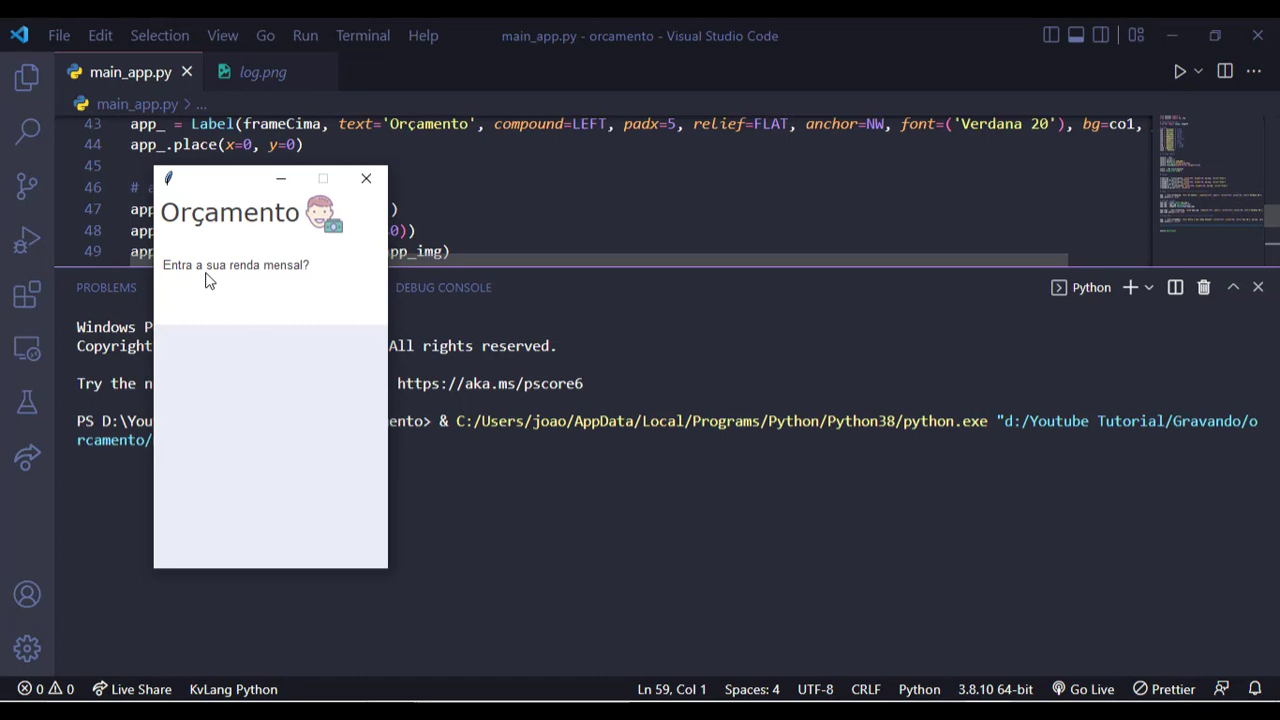 File Edit Selection View Go Run Terminal Help
main_app.py - orcamento - Visual Studio Code
main_app.py
log.png
main_app.py > ...
43 app_ = Label(frameCima, text='Orçamento', compound=LEFT, padx=5, relief=FLAT, anchor=NW, font=('Verdana 20'), bg=co1,
44 app_.place(x=0, y=0)
45
46 #
47 app )
48 app 0))
49 app pp_img)
Orçamento
Entra a sua renda mensal?
PROBLEMS
DEBUG CONSOLE
Python
Windows P
Copyright All rights reserved.
Try the n https://aka.ms/pscore6
PS D:\You ento> & C:/Users/joao/AppData/Local/Programs/Python/Python38/python.exe "d:/Youtube Tutorial/Gravando/o
rcamento/
0 0 Live Share KvLang Python
Ln 59, Col 1 Spaces: 4 UTF-8 CRLF Python 3.8.10 64-bit Go Live Prettier